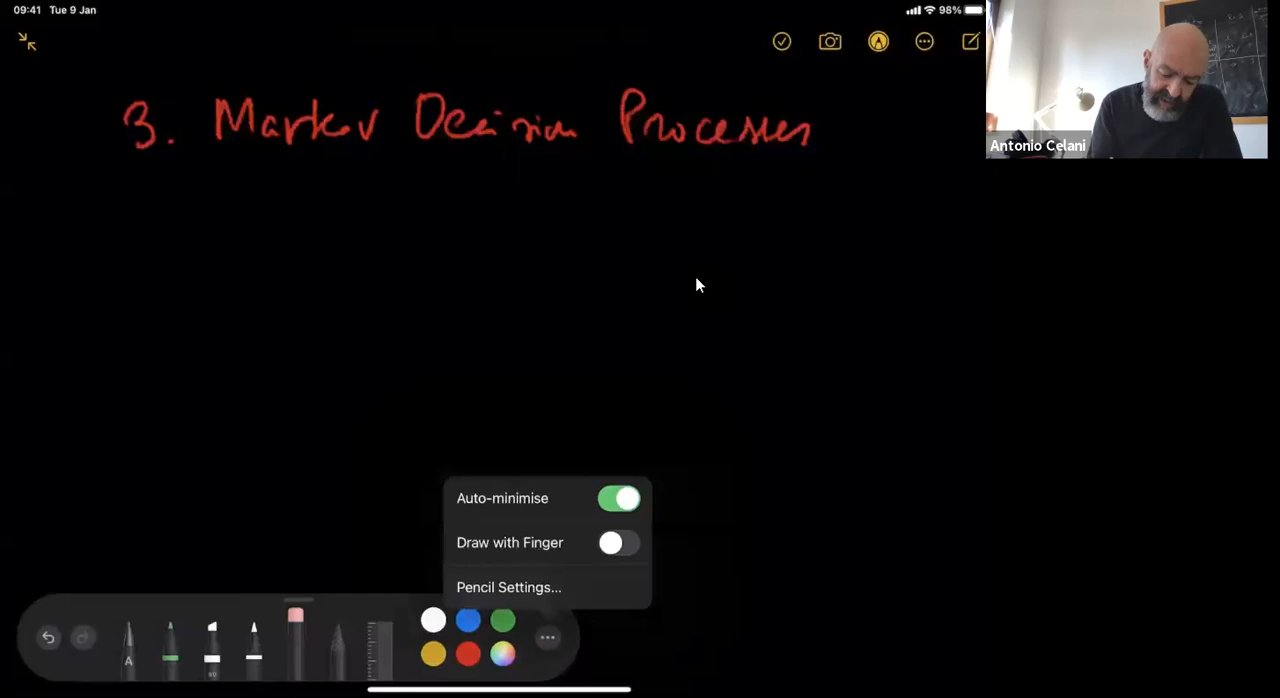 09:41 Tue 9 Jan
98%
3. Markov Decision Processes
Antonio Celani
Auto-minimise
Draw with Finger
Pencil Settings...
A